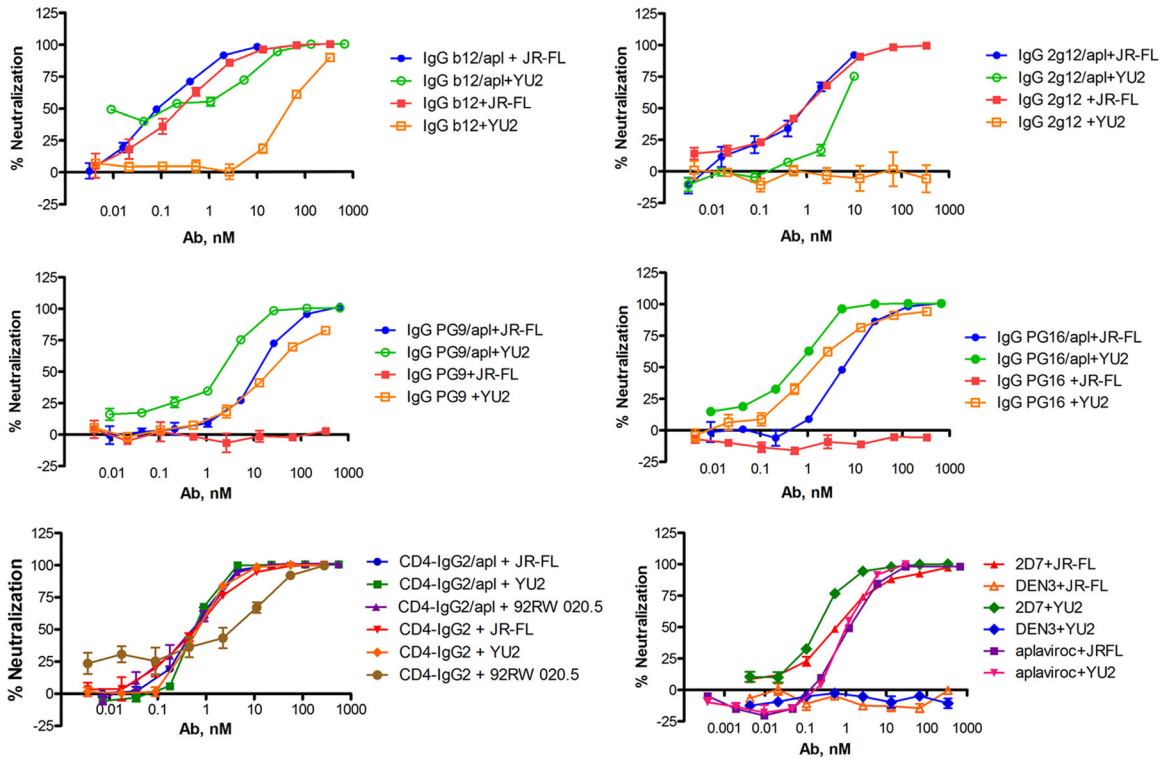 % Neutralization
125
100
75
50
25
0
-25
0.01 0.1 1 10 100 1000
Ab, nM
IgG b12/apl + JR-FL
IgG b12/apl+YU2
IgG b12+JR-FL
IgG b12+YU2
% Neutralization
125
100
75
50
25
0
-25
0.01 0.1 1 10 100 1000
Ab, nM
IgG 2g12/apl+JR-FL
IgG 2g12/apl+YU2
IgG 2g12 +JR-FL
IgG 2g12 +YU2
% Neutralization
125
100
75
50
25
0
-25
0.01 0.1 1 10 100 1000
Ab, nM
IgG PG9/apl+JR-FL
IgG PG9/apl+YU2
IgG PG9+JR-FL
IgG PG9 +YU2
% Neutralization
125
100
75
50
25
0
-25
0.01 0.1 1 10 100 1000
Ab, nM
IgG PG16/apl+JR-FL
IgG PG16/apl+YU2
IgG PG16 +JR-FL
IgG PG16 +YU2
% Neutralization
125
100
75
50
25
0
-25
0.01 0.1 1 10 100 1000
Ab, nM
CD4-IgG2/apl + JR-FL
CD4-IgG2/apl + YU2
CD4-IgG2/apl + 92RW 020.5
CD4-IgG2 + JR-FL
CD4-IgG2 + YU2
CD4-IgG2 + 92RW 020.5
% Neutralization
125
100
75
50
25
0
-25
0.001 0.01 0.1 1 10 100 1000
Ab, nM
2D7+JR-FL
DEN3+JR-FL
2D7+YU2
DEN3+YU2
aplaviroc+JRFL
aplaviroc+YU2